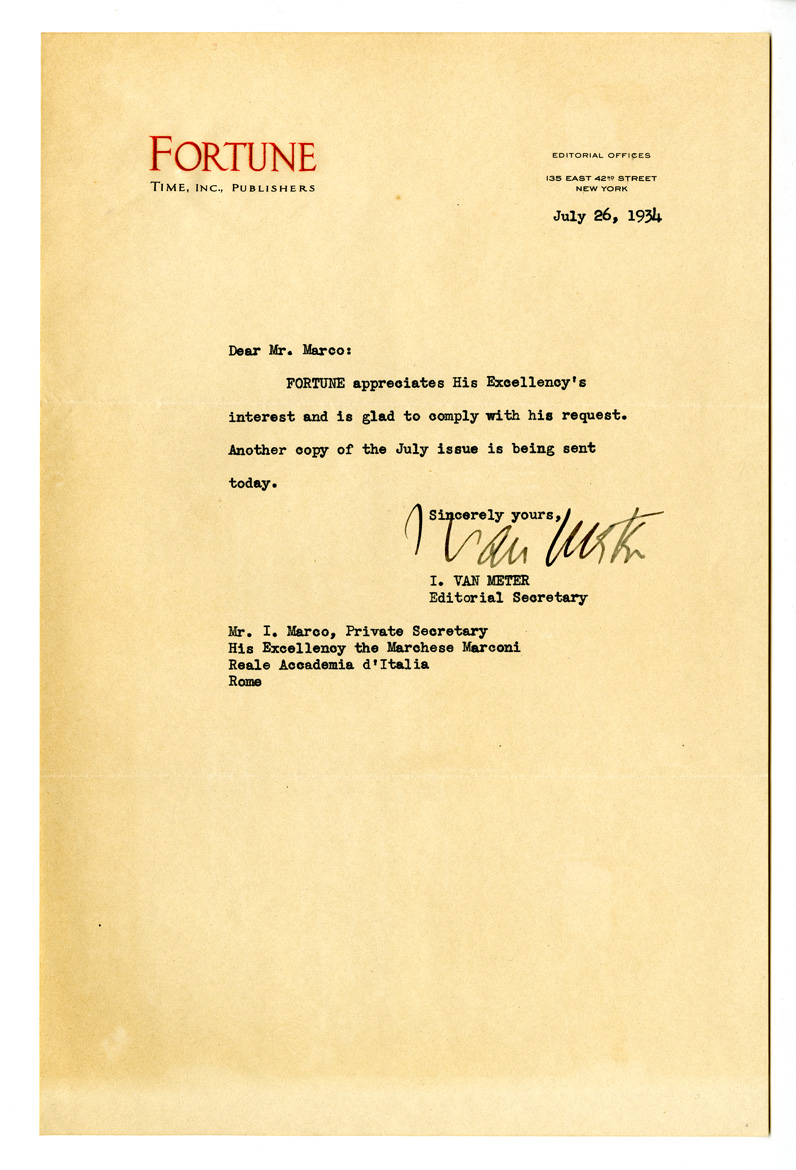 FORTUNE
TIME, INC., PUBLISHERS
EDITORIAL OFFICES
135 EAST 42ND STREET
NEW YORK
July 26, 1934
Dear Mr. Marco:
FORTUNE appreciates His Excellency's
interest and is glad to comply with his request.
Another copy of the July issue is being sent
today.
Sincerely yours,
I Van Meter
I. VAN METER
Editorial Secretary
Mr. I. Marco, Private Secretary
His Excellency the Marchese Marconi
Reale Accademia d'Italia
Rome